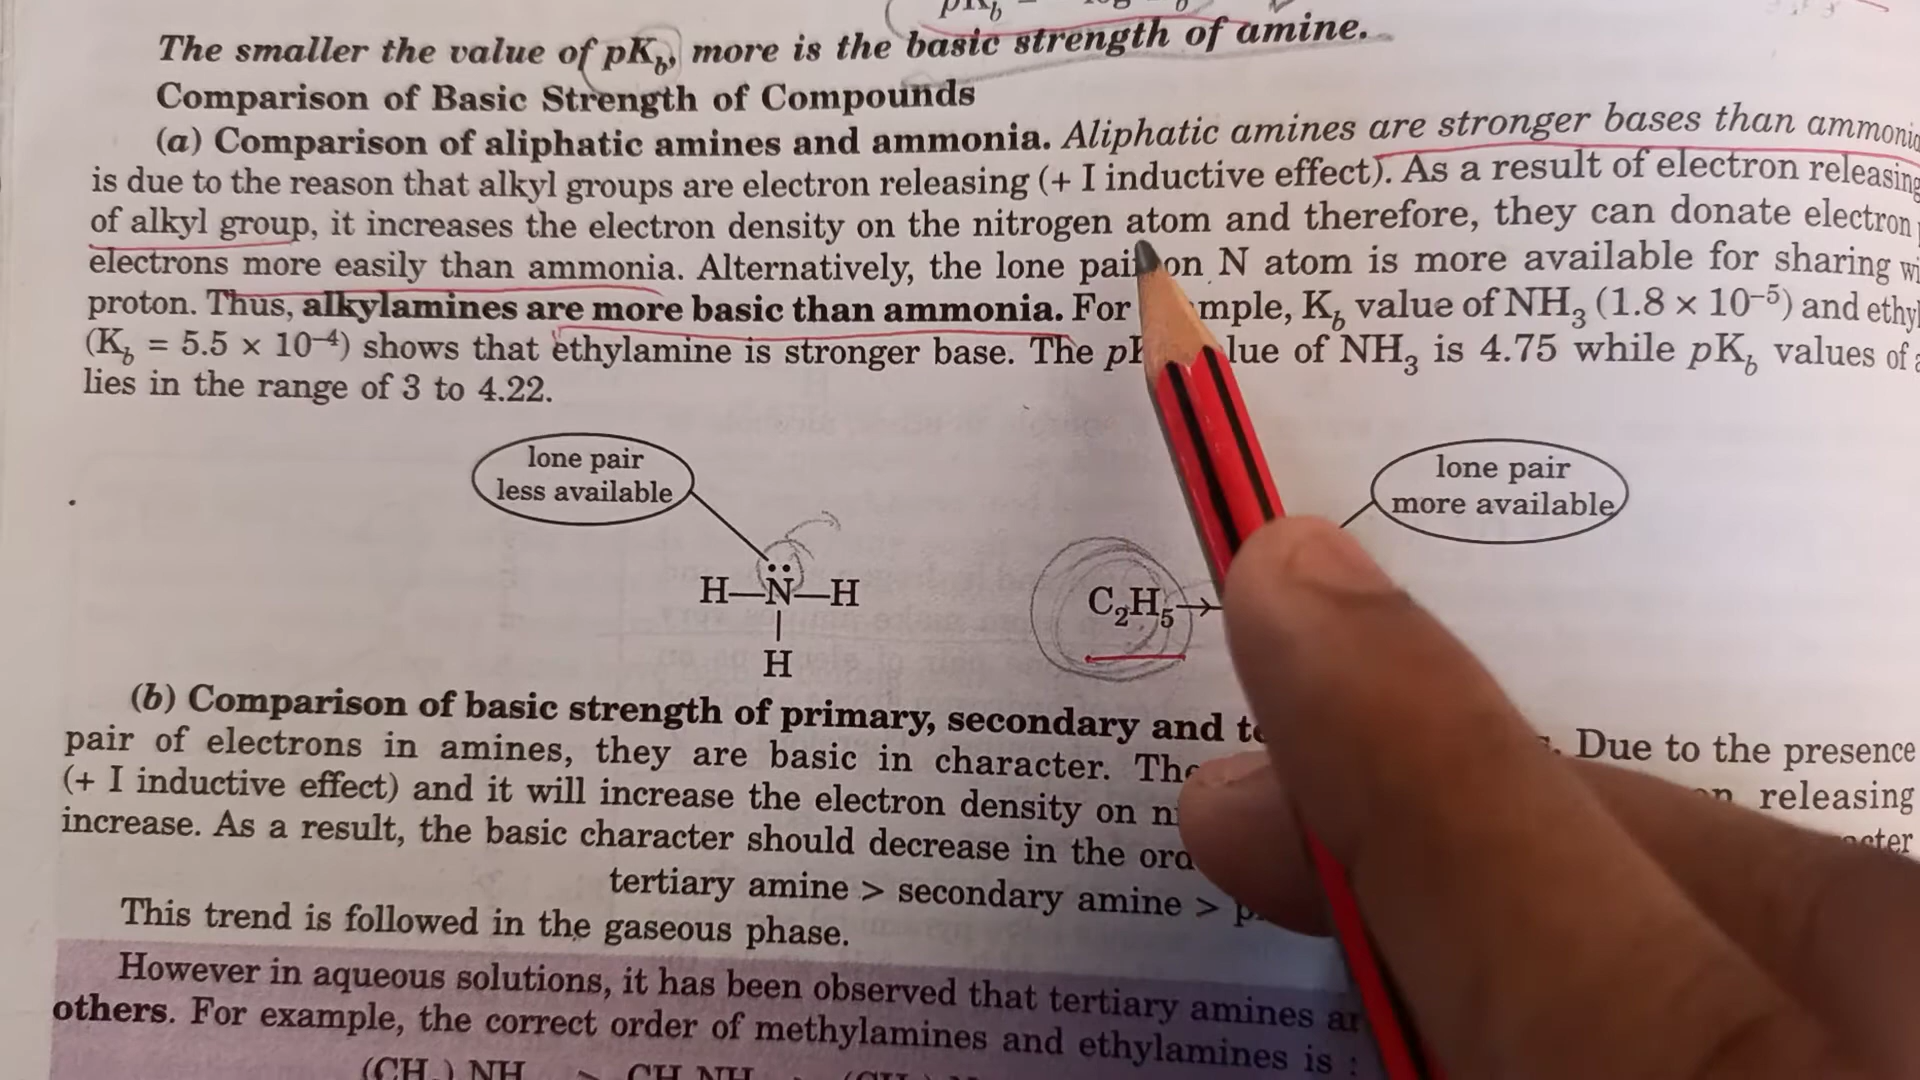 The smaller the value of pK_b, more is the basic strength of amine.
Comparison of Basic Strength of Compounds
(a) Comparison of aliphatic amines and ammonia. Aliphatic amines are stronger bases than ammonia
is due to the reason that alkyl groups are electron releasing (+ I inductive effect). As a result of electron releasing
of alkyl group, it increases the electron density on the nitrogen atom and therefore, they can donate electron
electrons more easily than ammonia. Alternatively, the lone pair on N atom is more available for sharing
proton. Thus, alkylamines are more basic than ammonia. For K_b value of NH₃ (1.8 × 10⁻⁵) and
(K_b = 5.5 × 10⁻⁴) shows that ethylamine is stronger base. The of NH₃ is 4.75 while pK_b values of
lies in the range of 3 to 4.22.
lone pair
less available
lone pair
more available
H—N̈—H
|
H
C₂H₅→
(b) Comparison of basic strength of primary, secondary and Due to the presence
pair of electrons in amines, they are basic in character. releasing
(+ I inductive effect) and it will increase the electron density on
increase. As a result, the basic character should decrease in the
tertiary amine > secondary amine >
This trend is followed in the gaseous phase.
However in aqueous solutions, it has been observed that tertiary amines
others. For example, the correct order of methylamines and ethylamines is :